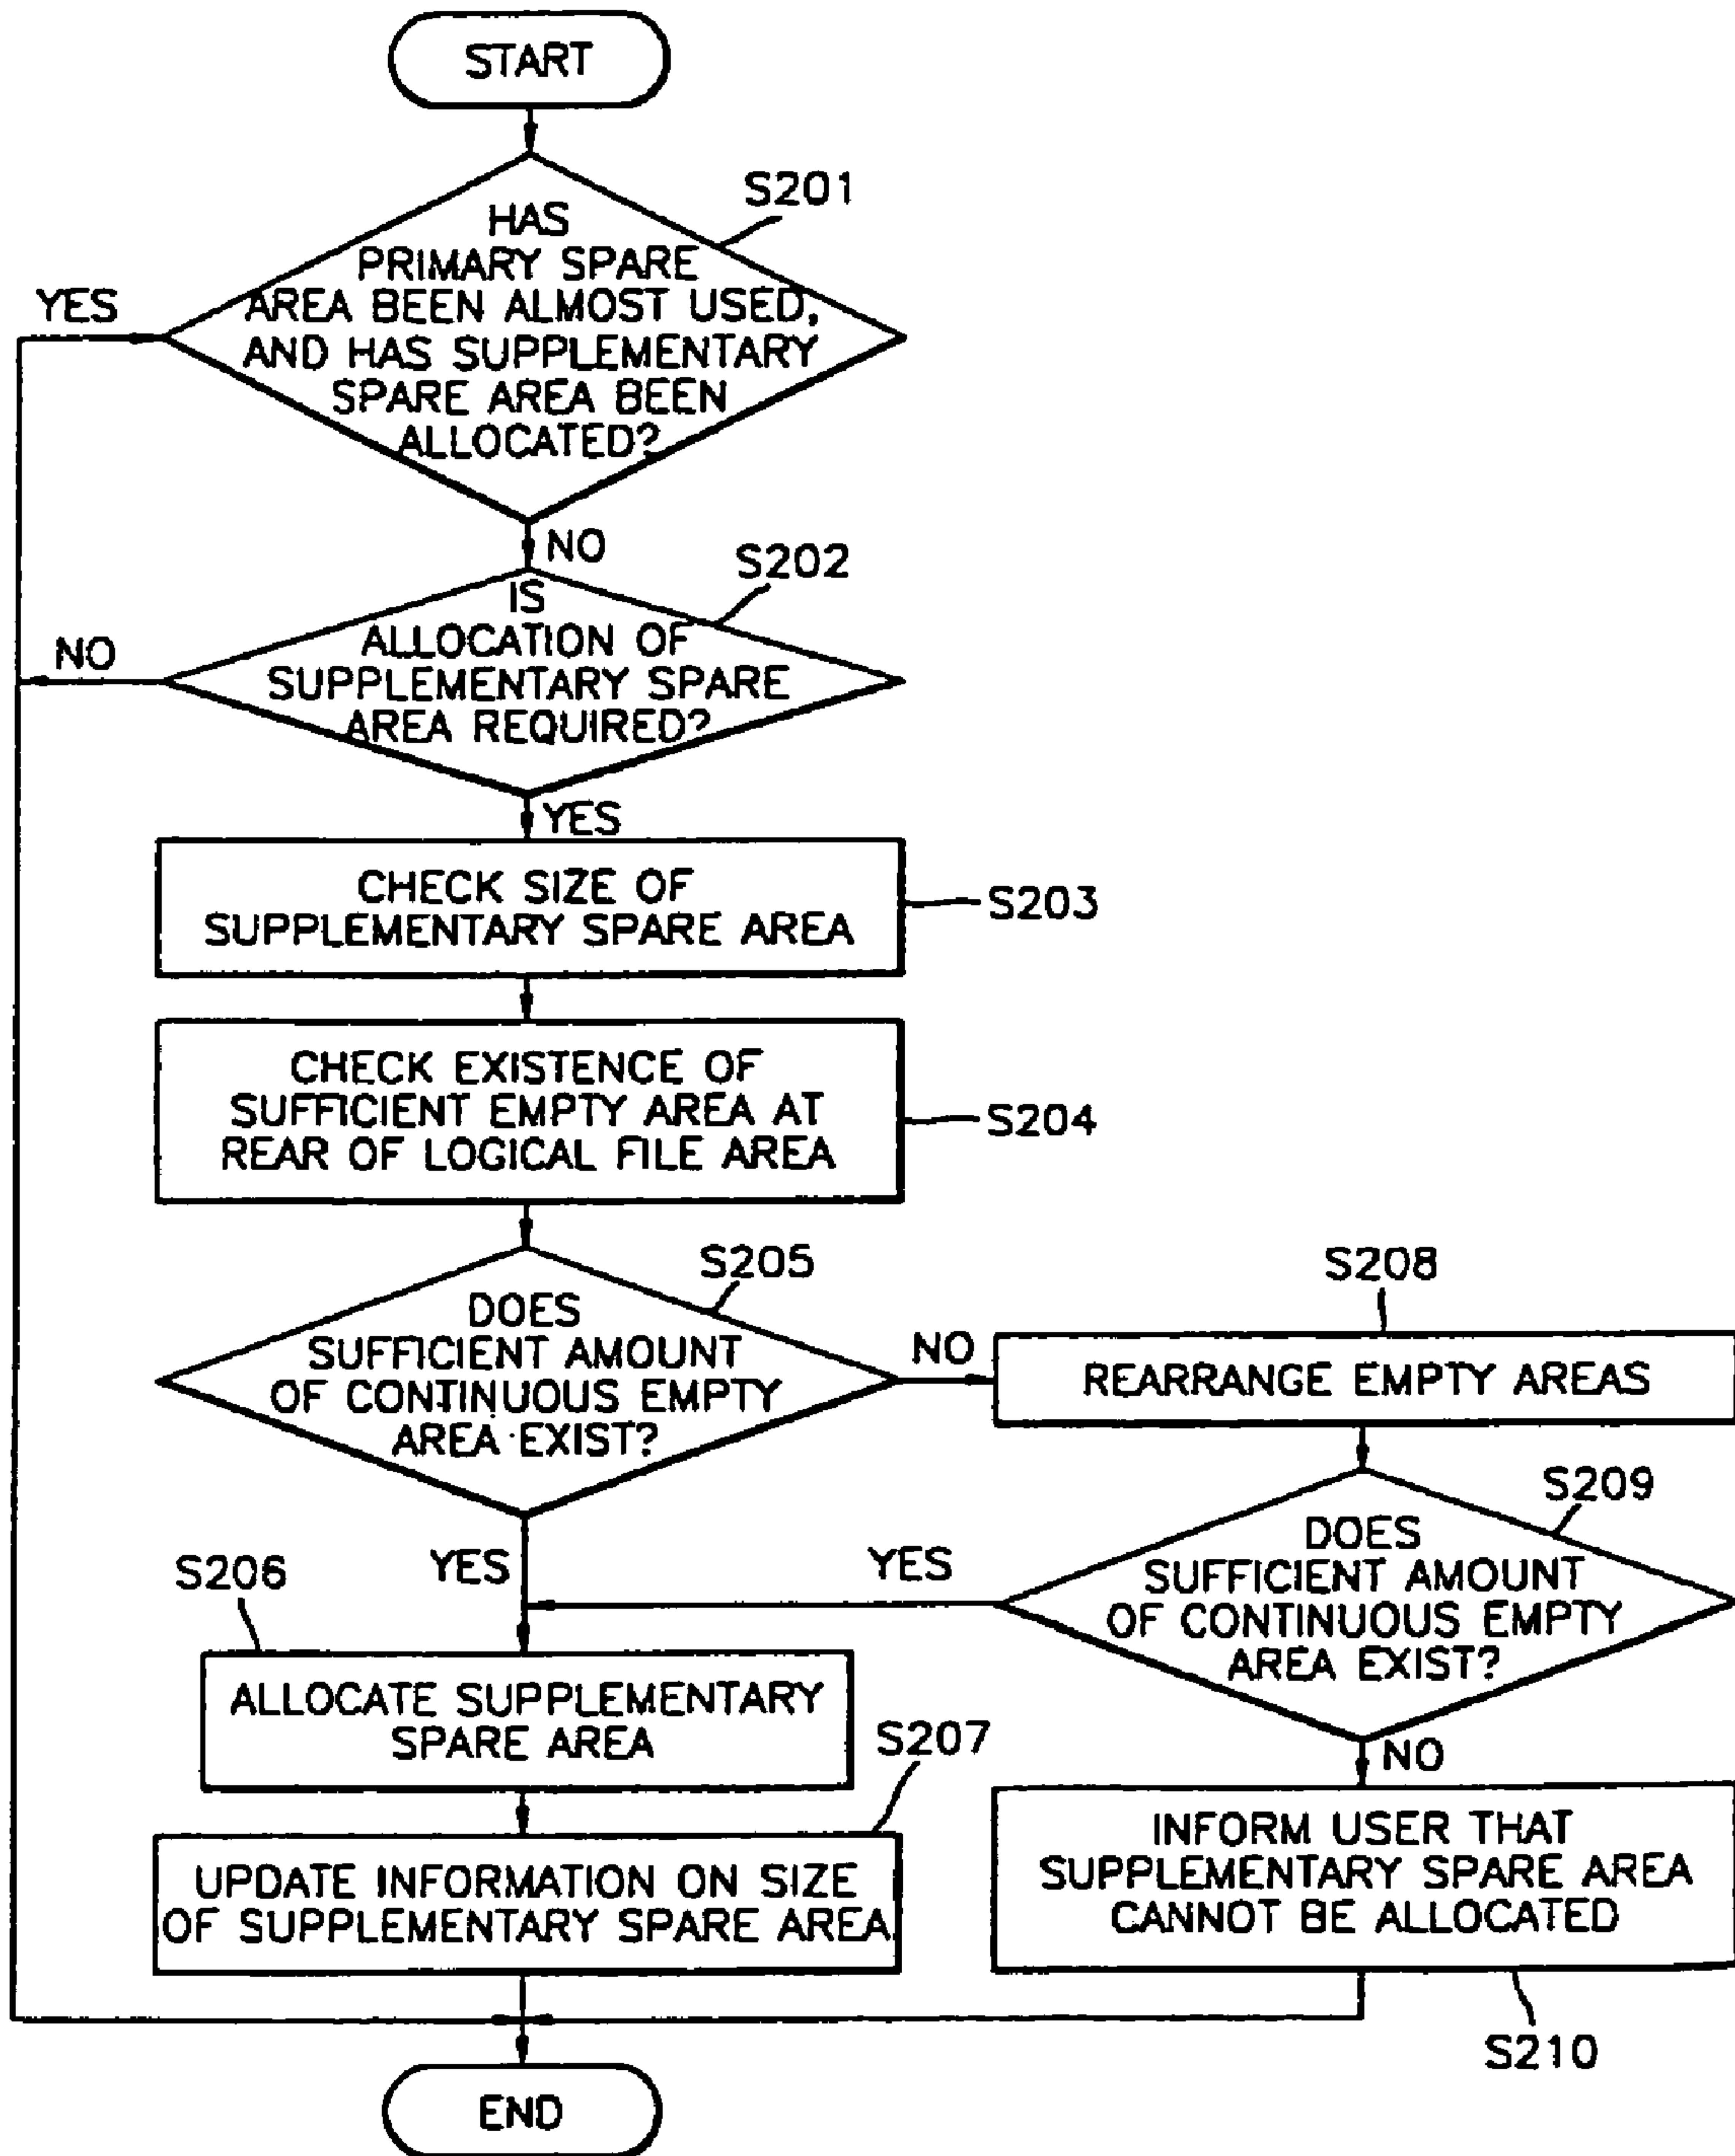 START
S201
HAS
PRIMARY SPARE
AREA BEEN ALMOST USED,
AND HAS SUPPLEMENTARY
SPARE AREA BEEN
ALLOCATED?
YES
NO
S202
IS
ALLOCATION OF
SUPPLEMENTARY SPARE
AREA REQUIRED?
NO
YES
CHECK SIZE OF
SUPPLEMENTARY SPARE AREA
S203
CHECK EXISTENCE OF
SUFFICIENT EMPTY AREA AT
REAR OF LOGICAL FILE AREA
S204
S205
DOES
SUFFICIENT AMOUNT
OF CONTINUOUS EMPTY
AREA EXIST?
NO
YES
S208
REARRANGE EMPTY AREAS
S209
DOES
SUFFICIENT AMOUNT
OF CONTINUOUS EMPTY
AREA EXIST?
YES
NO
S206
ALLOCATE SUPPLEMENTARY
SPARE AREA
S207
UPDATE INFORMATION ON SIZE
OF SUPPLEMENTARY SPARE AREA
INFORM USER THAT
SUPPLEMENTARY SPARE AREA
CANNOT BE ALLOCATED
S210
END